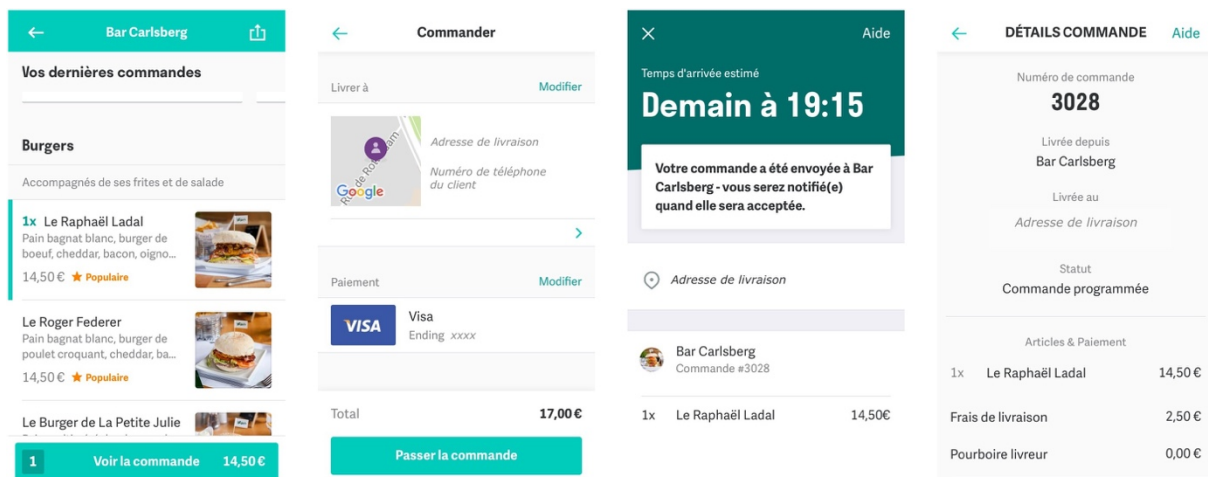 Bar Carlsberg
Vos dernières commandes
Burgers
Accompagnés de ses frites et de salade
1x Le Raphaël Ladal
Pain bagnat blanc, burger de
boeuf, cheddar, bacon, oigno...
14,50 € ★ Populaire
Le Roger Federer
Pain bagnat blanc, burger de
poulet croquant, cheddar, ba...
14,50 € ★ Populaire
Le Burger de La Petite Julie
1 Voir la commande 14,50 €
Commander
Livrer à Modifier
Google
Adresse de livraison
Numéro de téléphone
du client
Paiement Modifier
VISA
Visa
Ending xxxx
Total 17,00 €
Passer la commande
Aide
Temps d'arrivée estimé
Demain à 19:15
Votre commande a été envoyée à Bar
Carlsberg - vous serez notifié(e)
quand elle sera acceptée.
Adresse de livraison
Bar Carlsberg
Commande #3028
1x Le Raphaël Ladal 14,50€
DÉTAILS COMMANDE Aide
Numéro de commande
3028
Livrée depuis
Bar Carlsberg
Livrée au
Adresse de livraison
Statut
Commande programmée
Articles & Paiement
1x Le Raphaël Ladal 14,50 €
Frais de livraison 2,50 €
Pourboire livreur 0,00 €